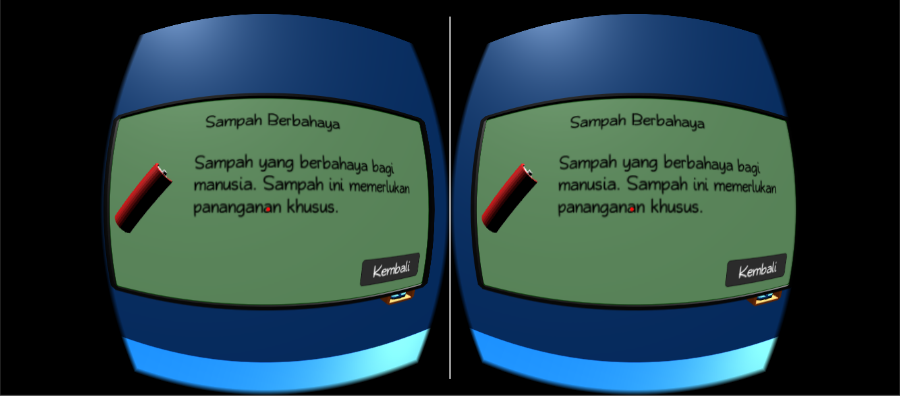 Sampah Berbahaya
Sampah yang berbahaya bagi
manusia. Sampah ini memerlukan
pananganan khusus.
Kembali
Sampah Berbahaya
Sampah yang berbahaya bagi
manusia. Sampah ini memerlukan
pananganan khusus.
Kembali